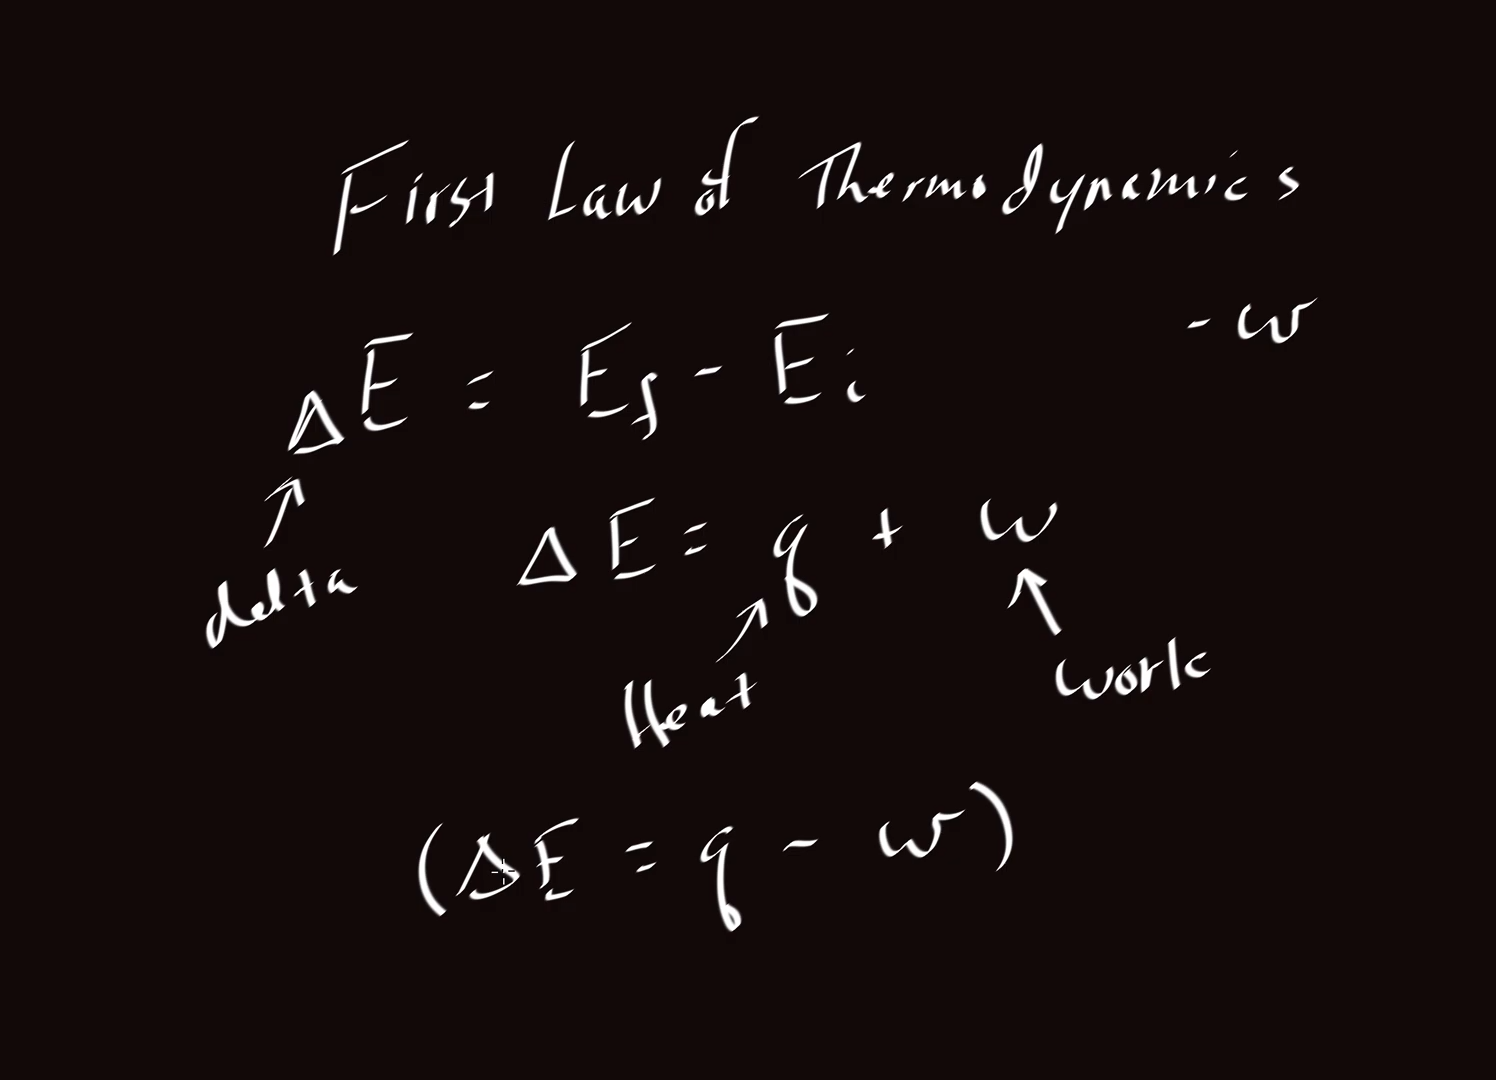 First Law of Thermodynamics
- w
ΔE = Ef - Ei
delta
ΔE = q + w
Heat
work
(ΔE = q - w)